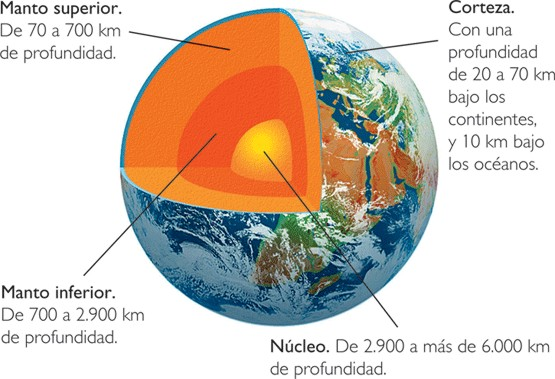 Manto superior.
De 70 a 700 km
de profundidad.
Corteza.
Con una
profundidad
de 20 a 70 km
bajo los
continentes,
y 10 km bajo
los océanos.
Manto inferior.
De 700 a 2.900 km
de profundidad.
Núcleo. De 2.900 a más de 6.000 km
de profundidad.